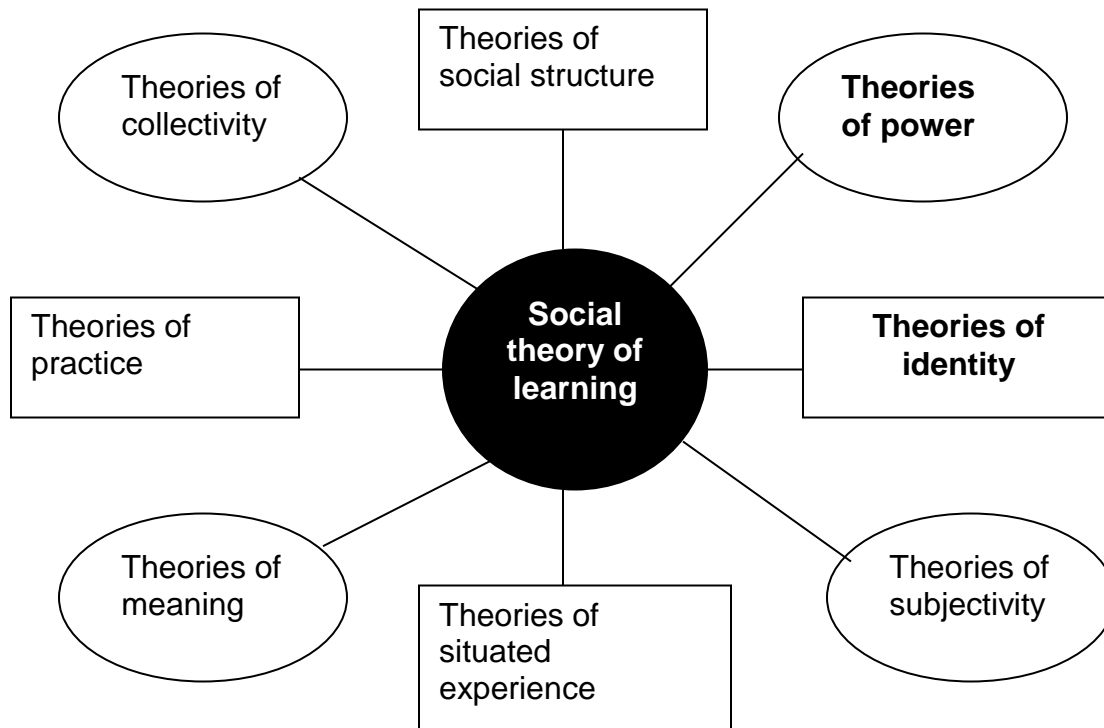 Theories of
social structure
Theories of
collectivity
Theories
of power
Theories of
practice
Social
theory of
learning
Theories of
identity
Theories of
meaning
Theories of
situated
experience
Theories of
subjectivity